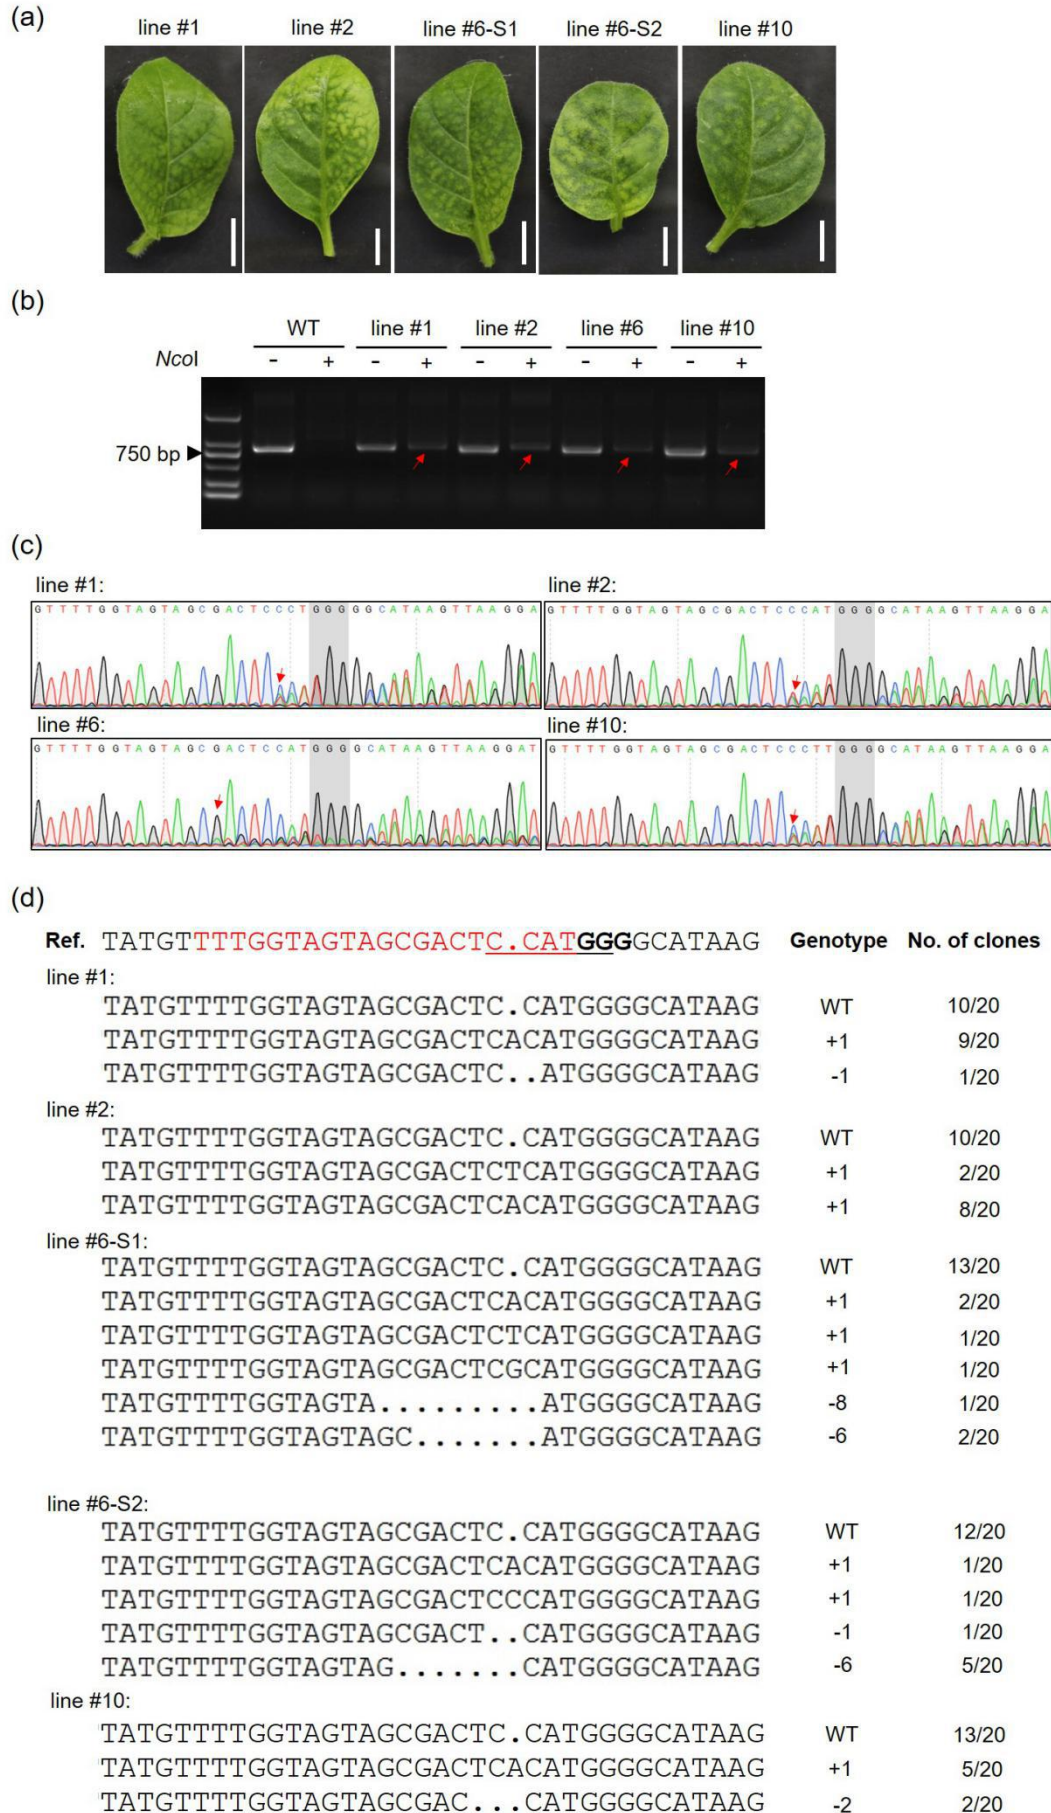 (a)
line #1 line #2 line #6-S1 line #6-S2 line #10
(b)
WT line #1 line #2 line #6 line #10
NcoI - + - + - + - + - +
750 bp
(c)
line #1: line #2:
GTTTTGGTAGTAGCGACTCCCTGGGGGCATAAGTTAAGGA GTTTTGGTAGTAGCGACTCCCATGGGGCATAAGTTAAGGA
line #6: line #10:
GTTTTGGTAGTAGCGACTCCATGGGGCATAAGTTAAGGAT GTTTTGGTAGTAGCGACTCCCTTGGGGCATAAGTTAAGGA
(d)
Ref. TATGTTTTGGTAGTAGCGACTC.CATGGGGCATAAG Genotype No. of clones
line #1:
TATGTTTTGGTAGTAGCGACTC.CATGGGGCATAAG WT 10/20
TATGTTTTGGTAGTAGCGACTCACATGGGGCATAAG +1 9/20
TATGTTTTGGTAGTAGCGACTC..ATGGGGCATAAG -1 1/20
line #2:
TATGTTTTGGTAGTAGCGACTC.CATGGGGCATAAG WT 10/20
TATGTTTTGGTAGTAGCGACTCTCATGGGGCATAAG +1 2/20
TATGTTTTGGTAGTAGCGACTCACATGGGGCATAAG +1 8/20
line #6-S1:
TATGTTTTGGTAGTAGCGACTC.CATGGGGCATAAG WT 13/20
TATGTTTTGGTAGTAGCGACTCACATGGGGCATAAG +1 2/20
TATGTTTTGGTAGTAGCGACTCTCATGGGGCATAAG +1 1/20
TATGTTTTGGTAGTAGCGACTCGCATGGGGCATAAG +1 1/20
TATGTTTTGGTAGTA.........ATGGGGCATAAG -8 1/20
TATGTTTTGGTAGTAGC.......ATGGGGCATAAG -6 2/20
line #6-S2:
TATGTTTTGGTAGTAGCGACTC.CATGGGGCATAAG WT 12/20
TATGTTTTGGTAGTAGCGACTCACATGGGGCATAAG +1 1/20
TATGTTTTGGTAGTAGCGACTCCCATGGGGCATAAG +1 1/20
TATGTTTTGGTAGTAGCGACT..CATGGGGCATAAG -1 1/20
TATGTTTTGGTAGTAG.......CATGGGGCATAAG -6 5/20
line #10:
TATGTTTTGGTAGTAGCGACTC.CATGGGGCATAAG WT 13/20
TATGTTTTGGTAGTAGCGACTCACATGGGGCATAAG +1 5/20
TATGTTTTGGTAGTAGCGAC...CATGGGGCATAAG -2 2/20